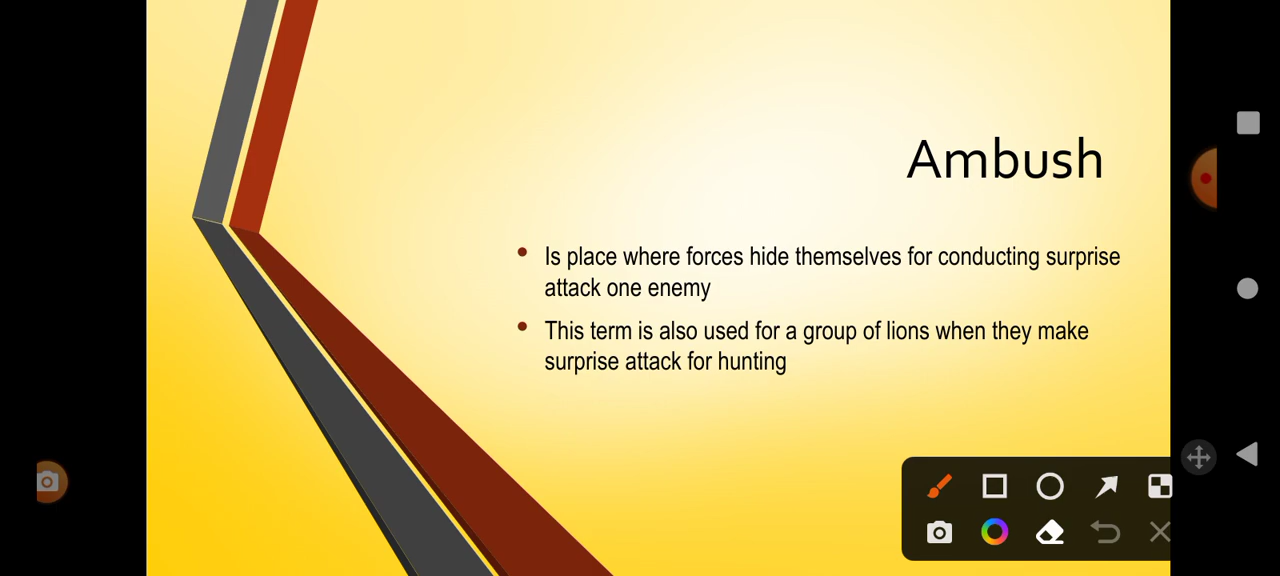 Ambush
Is place where forces hide themselves for conducting surprise
attack one enemy
This term is also used for a group of lions when they make
surprise attack for hunting